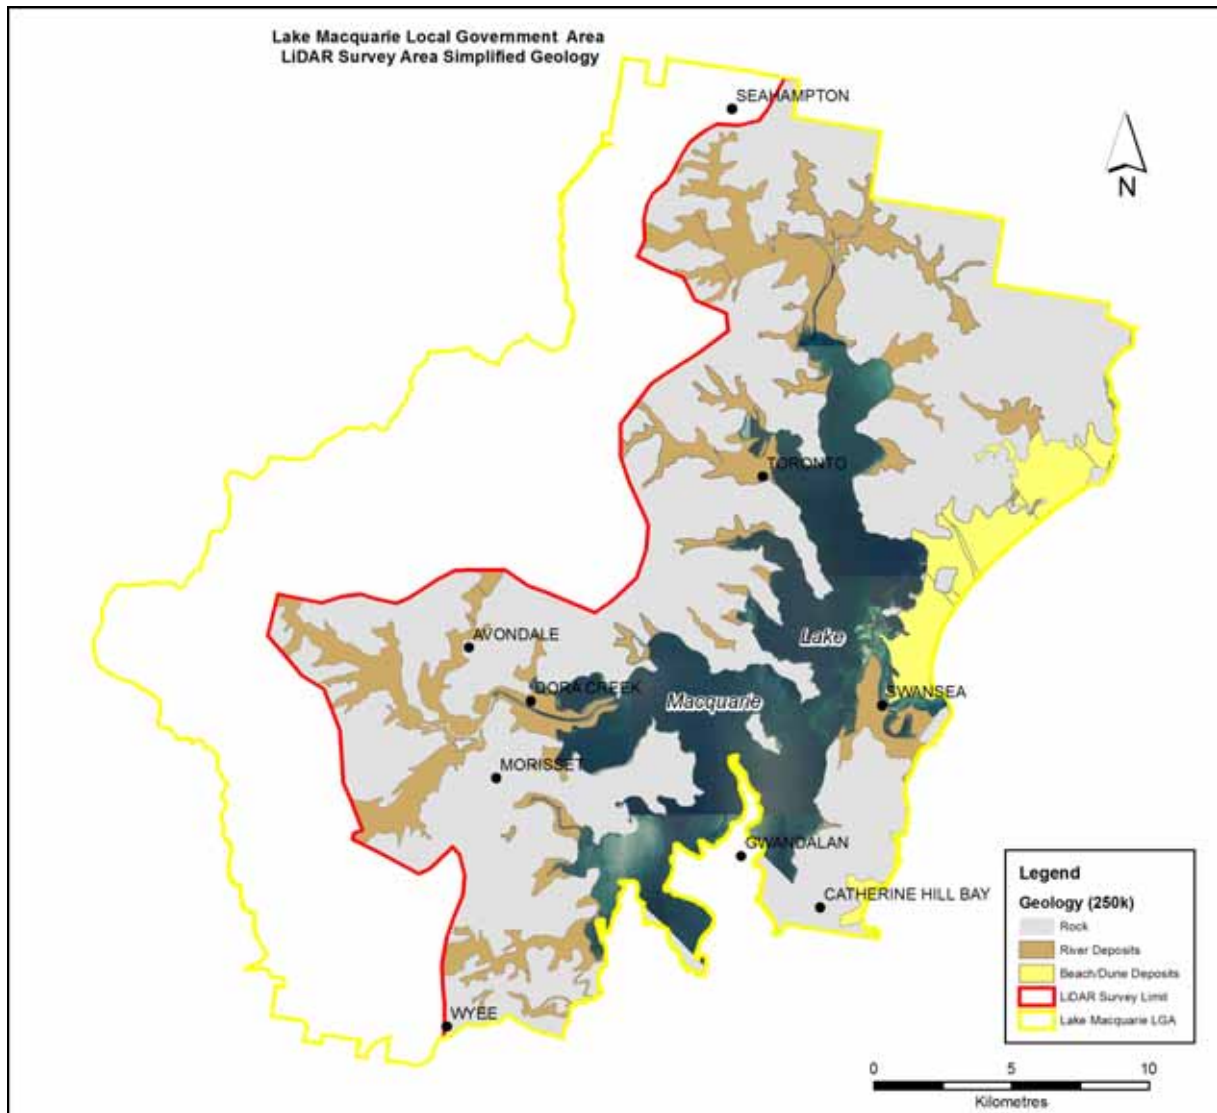 Lake Macquarie Local Government Area
LiDAR Survey Area Simplified Geology
SEAHAMPTON
N
TORONTO
AVONDALE
Lake
DORA CREEK
Macquarie
SWANSEA
MORISSET
GWANDALAN
CATHERINE HILL BAY
WYEE
Legend
Geology (250k)
Rock
River Deposits
Beach/Dune Deposits
LiDAR Survey Limit
Lake Macquarie LGA
0 5 10
Kilometres